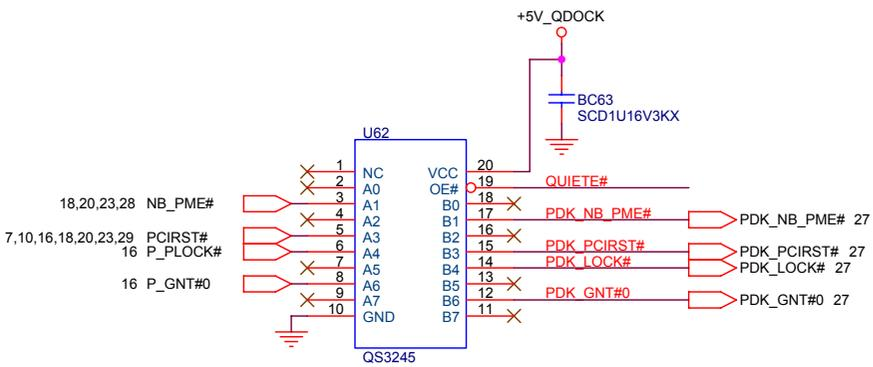 +5V_QDOCK
BC63
SCD1U16V3KX
U62
1 NC VCC 20
2 A0 OE# 19 QUIETE#
18,20,23,28 NB_PME# 3 A1 B0 18
4 A2 B1 17 PDK_NB_PME# PDK_NB_PME# 27
7,10,16,18,20,23,29 PCIRST# 5 A3 B2 16
16 P_PLOCK# 6 A4 B3 15 PDK_PCIRST# PDK_PCIRST# 27
7 A5 B4 14 PDK_LOCK# PDK_LOCK# 27
16 P_GNT#0 8 A6 B5 13
9 A7 B6 12 PDK_GNT#0 PDK_GNT#0 27
10 GND B7 11
QS3245